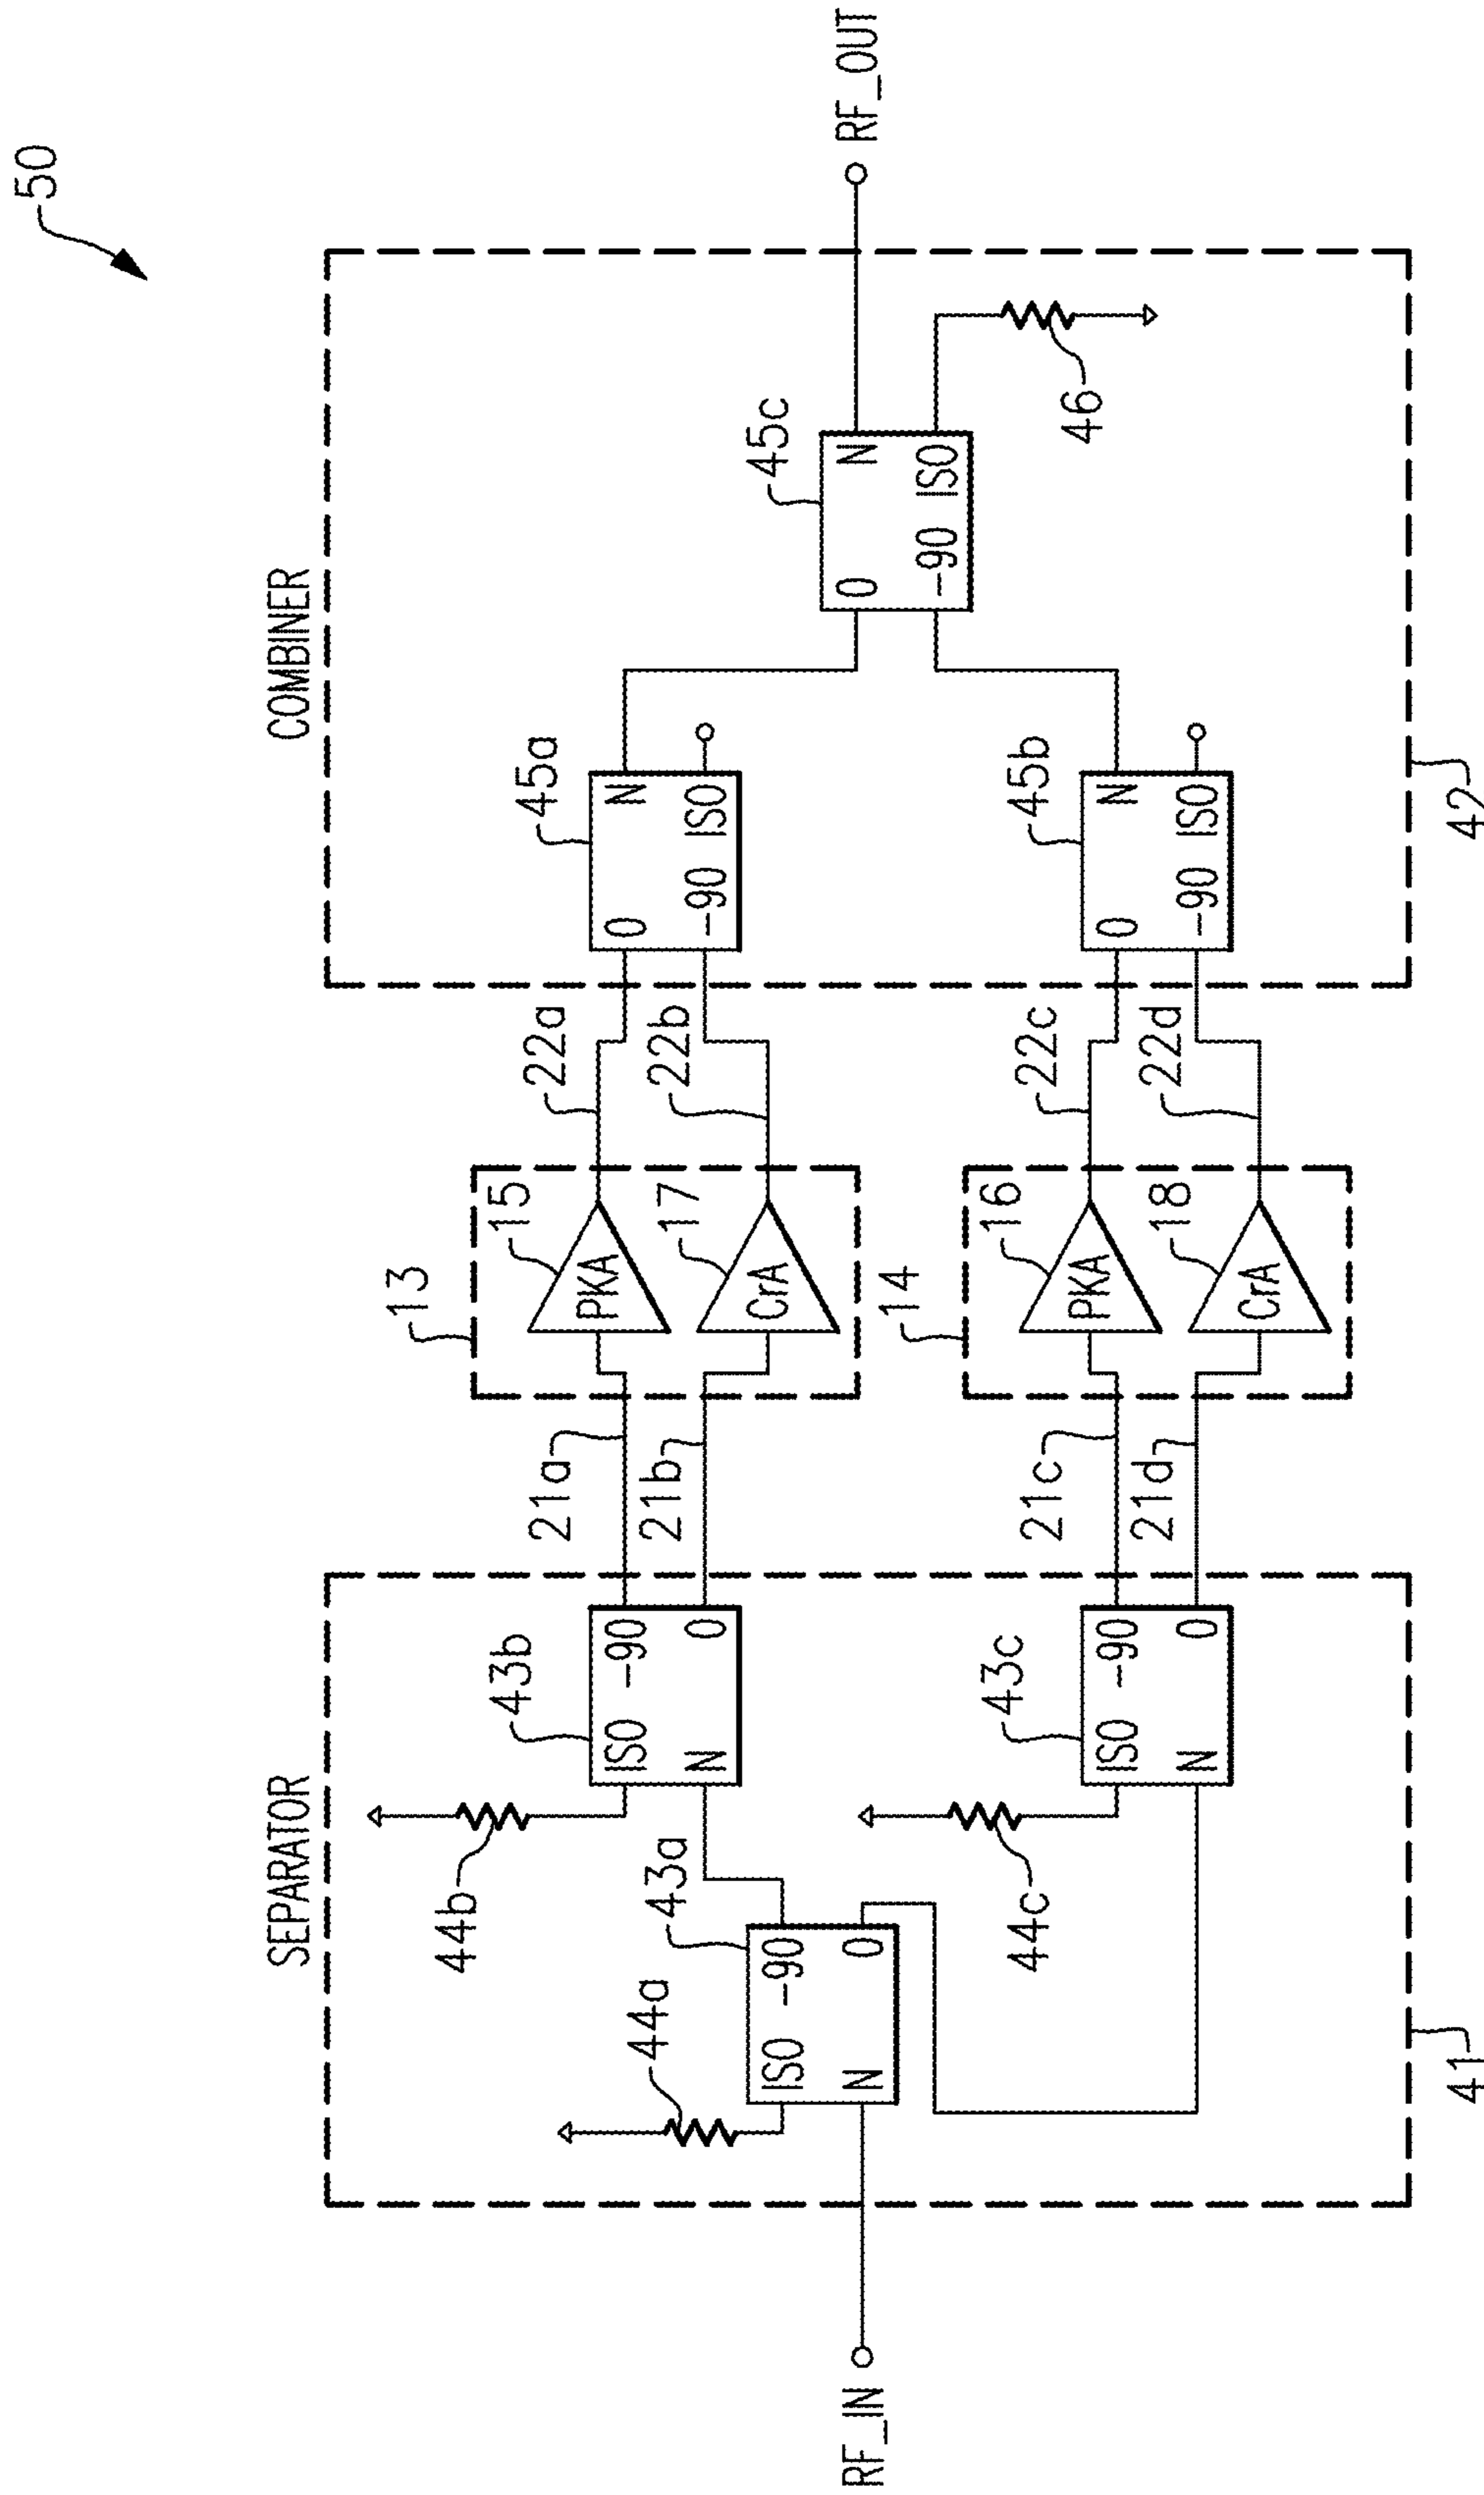 50
SEPARATOR
COMBINER
RF_IN
44a
43a
ISO -90
N 0
44b
43b
ISO -90
N 0
44c
43c
ISO -90
N 0
41
21a
21b
21c
21d
13
15
PKA
17
CrA
14
16
PKA
18
CrA
22a
22b
22c
22d
45a
0 N
-90 ISO
45b
0 N
-90 ISO
45c
0 N
-90 ISO
46
42
RF_OUT